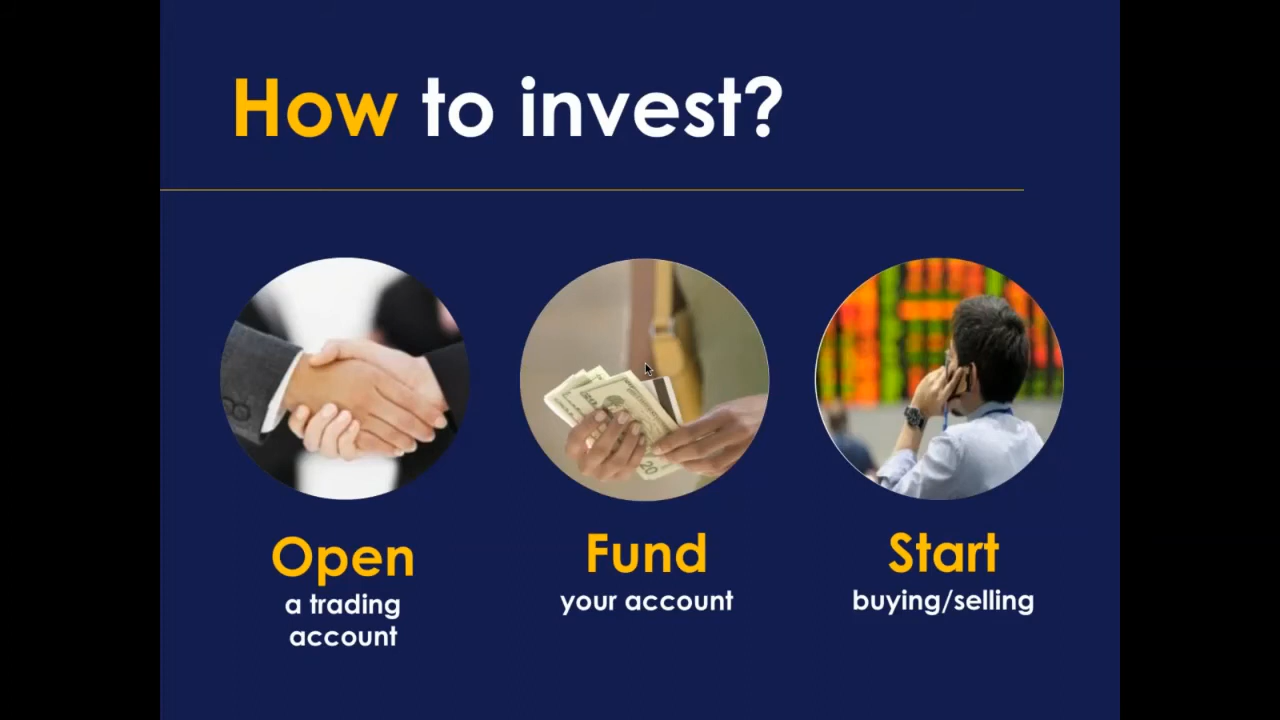 How to invest?
Open
a trading
account
Fund
your account
Start
buying/selling